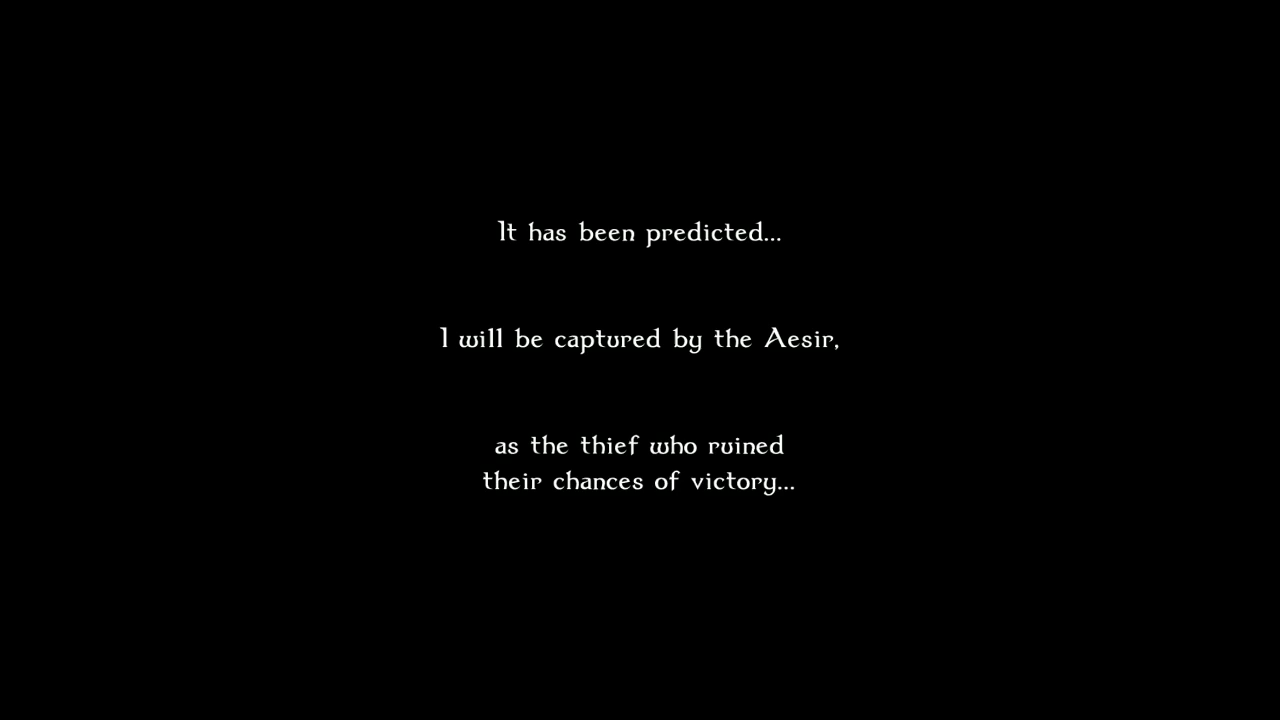 It has been predicted...
I will be captured by the Aesir,
as the thief who ruined
their chances of victory...